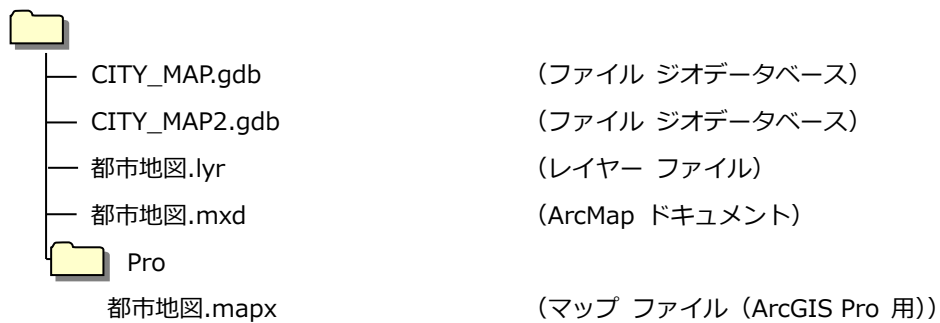 CITY_MAP.gdb （ファイル ジオデータベース）
CITY_MAP2.gdb （ファイル ジオデータベース）
都市地図.lyr （レイヤー ファイル）
都市地図.mxd （ArcMap ドキュメント）
Pro
都市地図.mapx （マップ ファイル（ArcGIS Pro 用））